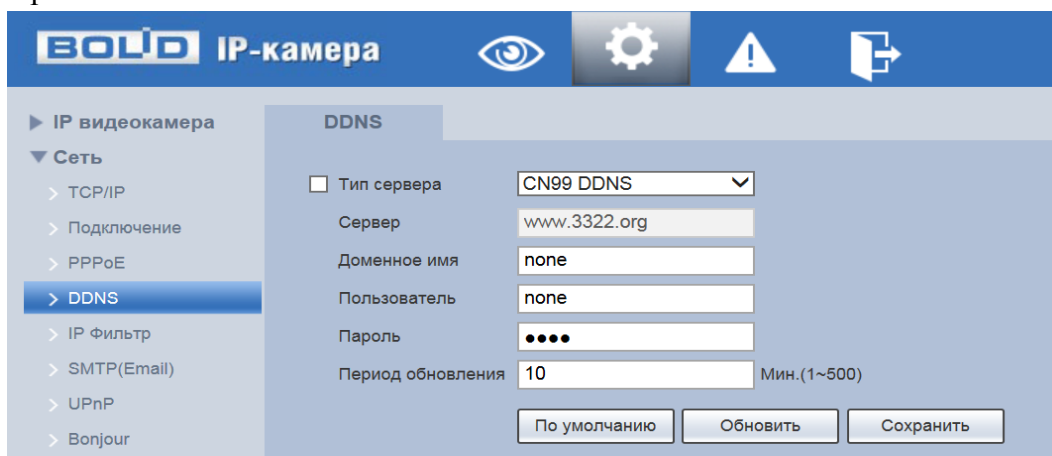 BOLID IP-камера
IP видеокамера
Сеть
TCP/IP
Подключение
PPPoE
DDNS
IP Фильтр
SMTP(Email)
UPnP
Bonjour
DDNS
Тип сервера CN99 DDNS
Сервер www.3322.org
Доменное имя none
Пользователь none
Пароль ●●●●
Период обновления 10 Мин.(1~500)
По умолчанию Обновить Сохранить